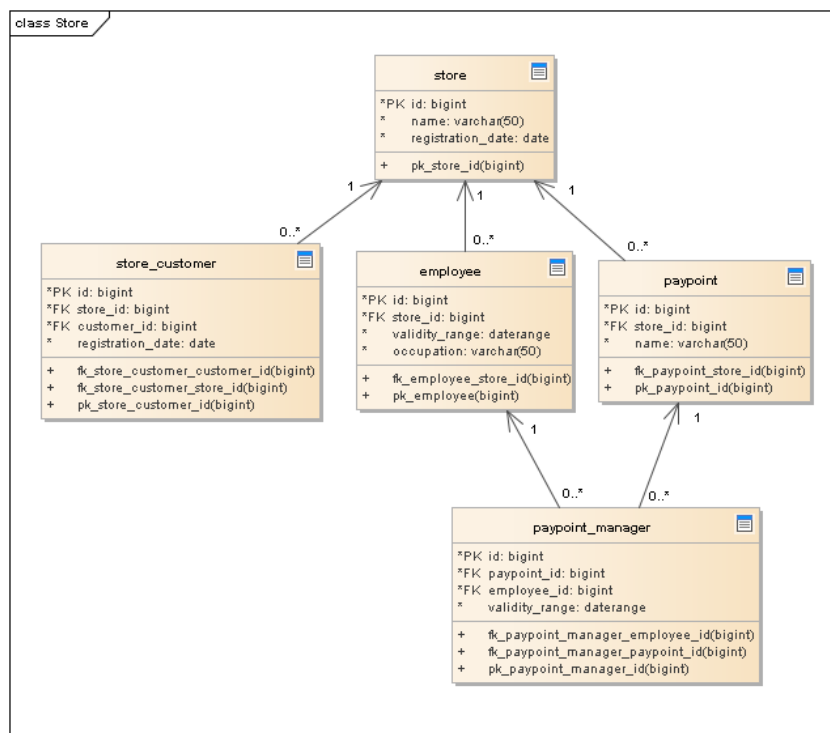 class Store
store
*PK id: bigint
* name: varchar(50)
* registration_date: date
+ pk_store_id(bigint)
1
1
1
0..*
0..*
0..*
store_customer
*PK id: bigint
*FK store_id: bigint
*FK customer_id: bigint
* registration_date: date
+ fk_store_customer_customer_id(bigint)
+ fk_store_customer_store_id(bigint)
+ pk_store_customer_id(bigint)
employee
*PK id: bigint
*FK store_id: bigint
* validity_range: daterange
* occupation: varchar(50)
+ fk_employee_store_id(bigint)
+ pk_employee(bigint)
paypoint
*PK id: bigint
*FK store_id: bigint
* name: varchar(50)
+ fk_paypoint_store_id(bigint)
+ pk_paypoint_id(bigint)
1
1
0..*
0..*
paypoint_manager
*PK id: bigint
*FK paypoint_id: bigint
*FK employee_id: bigint
* validity_range: daterange
+ fk_paypoint_manager_employee_id(bigint)
+ fk_paypoint_manager_paypoint_id(bigint)
+ pk_paypoint_manager_id(bigint)